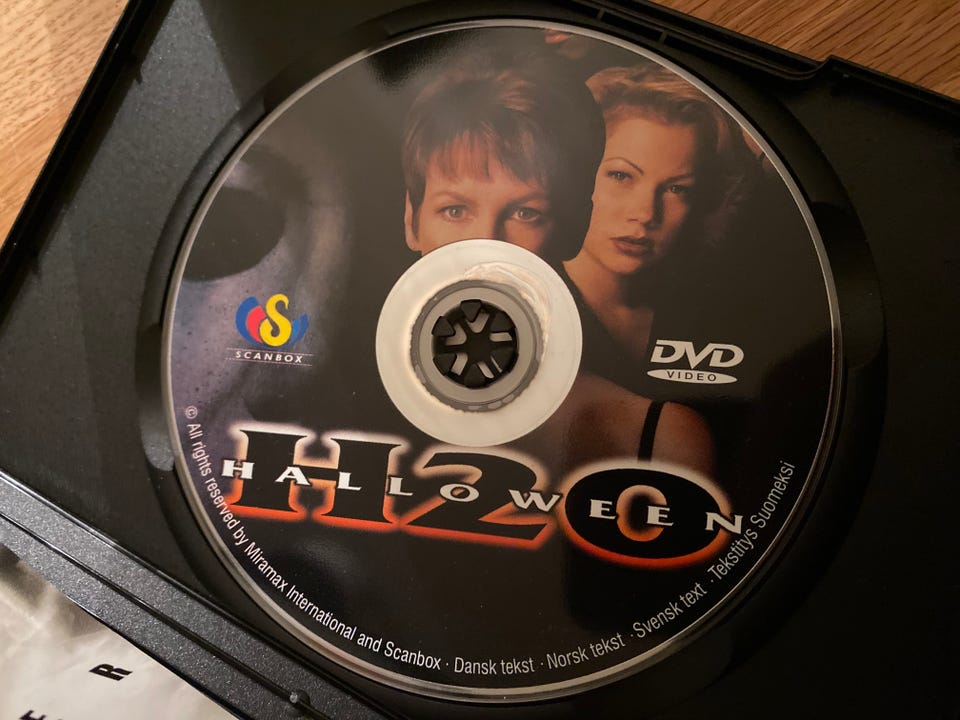 SCANBOX
DVD
VIDEO
H20
HALLOWEEN
© All rights reserved by Miramax International and Scanbox · Dansk tekst · Norsk tekst · Svensk text · Tekstitys Suomeksi
R